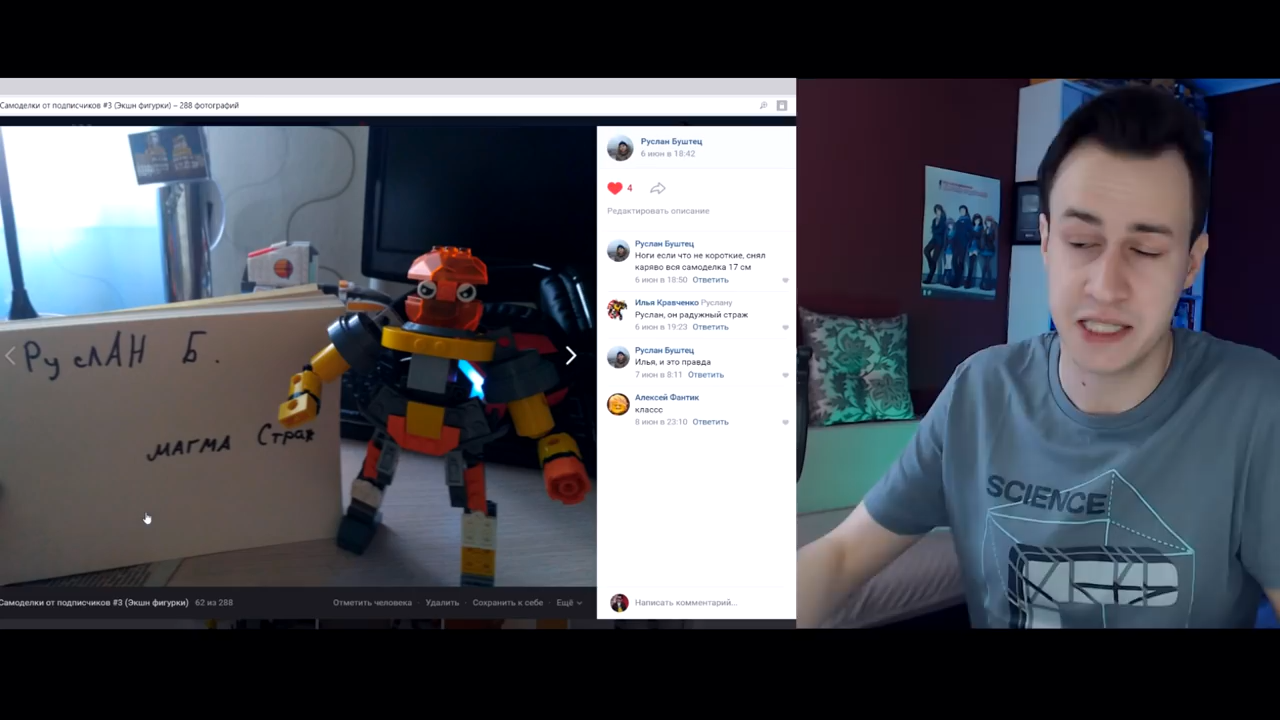 Самоделки от подписчиков #3 (Экшн фигурки) – 288 фотографий
РуслАН Б.
МАГМА Страж
Самоделки от подписчиков #3 (Экшн фигурки) 62 из 288
Отметить человека · Удалить · Сохранить к себе · Ещё
Руслан Буштец
6 июн в 18:42
4
Редактировать описание
Руслан Буштец
Ноги если что не короткие, снял
каряво вся самоделка 17 см
6 июн в 18:50 Ответить
Илья Кравченко Руслану
Руслан, он радужный страж
6 июн в 19:23 Ответить
Руслан Буштец
Илья, и это правда
7 июн в 8:11 Ответить
Алексей Фантик
классс
8 июн в 23:10 Ответить
Написать комментарий...
SCIENCE